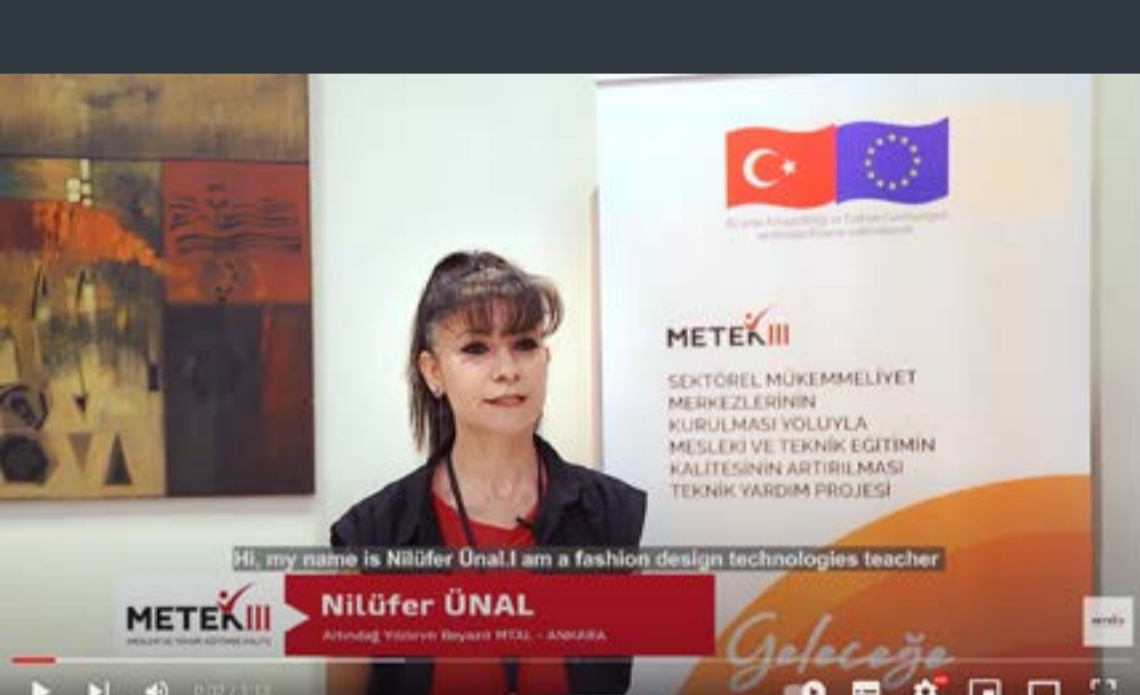 METEK III
SEKTÖREL MÜKEMMELİYET
MERKEZLERİNİN
KURULMASI YOLUYLA
MESLEKİ VE TEKNİK EĞİTİMİN
KALİTESİNİN ARTIRILMASI
TEKNİK YARDIM PROJESİ
Hi, my name is Nilüfer Ünal.I am a fashion design technologies teacher
METEK III
Nilüfer ÜNAL
Altındağ Yıldırım Beyazıt MTAL - ANKARA
Geleceğe